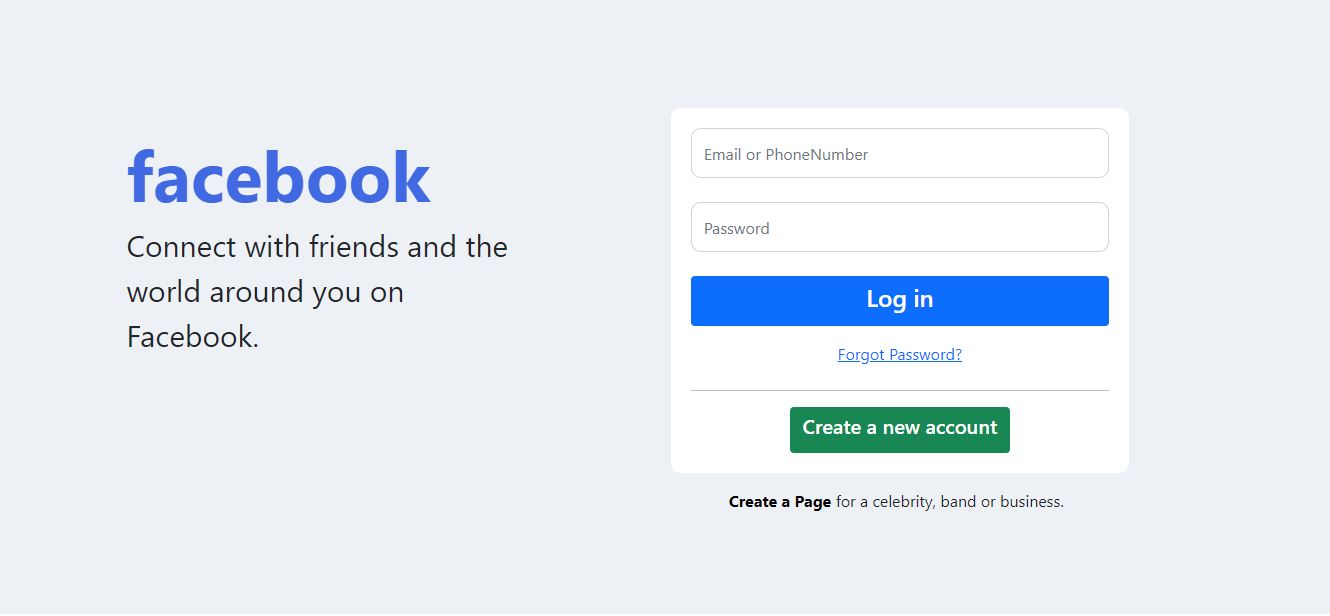 facebook
Connect with friends and the
world around you on
Facebook.
Email or PhoneNumber
Password
Log in
Forgot Password?
Create a new account
Create a Page for a celebrity, band or business.